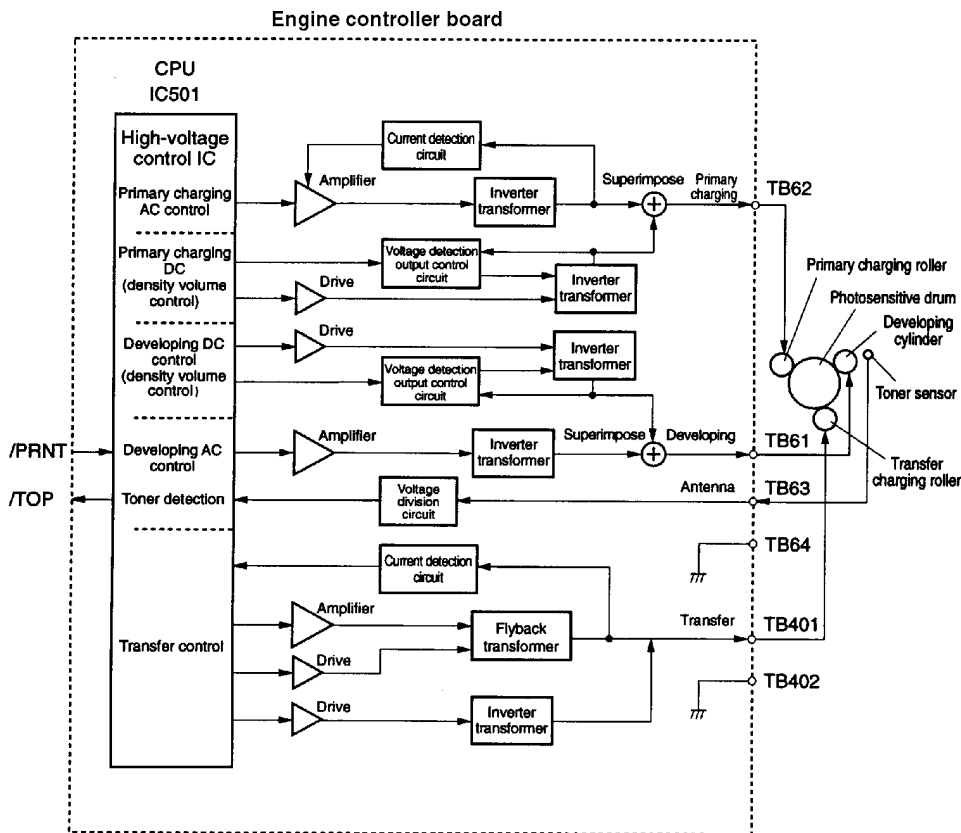 Engine controller board
CPU
IC501
High-voltage
control IC
Primary charging
AC control
Primary charging
DC
(density volume
control)
Developing DC
control
(density volume
control)
Developing AC
control
Toner detection
Transfer control
/PRNT
/TOP
Current detection
circuit
Amplifier
Inverter
transformer
Superimpose
Primary
charging
TB62
Voltage detection
output control
circuit
Drive
Inverter
transformer
Drive
Inverter
transformer
Voltage detection
output control
circuit
Amplifier
Inverter
transformer
Superimpose
Developing
TB61
Voltage
division
circuit
Antenna
TB63
TB64
Current detection
circuit
Amplifier
Flyback
transformer
Transfer
TB401
Drive
TB402
Drive
Inverter
transformer
Primary charging roller
Photosensitive drum
Developing
cylinder
Toner sensor
Transfer
charging roller